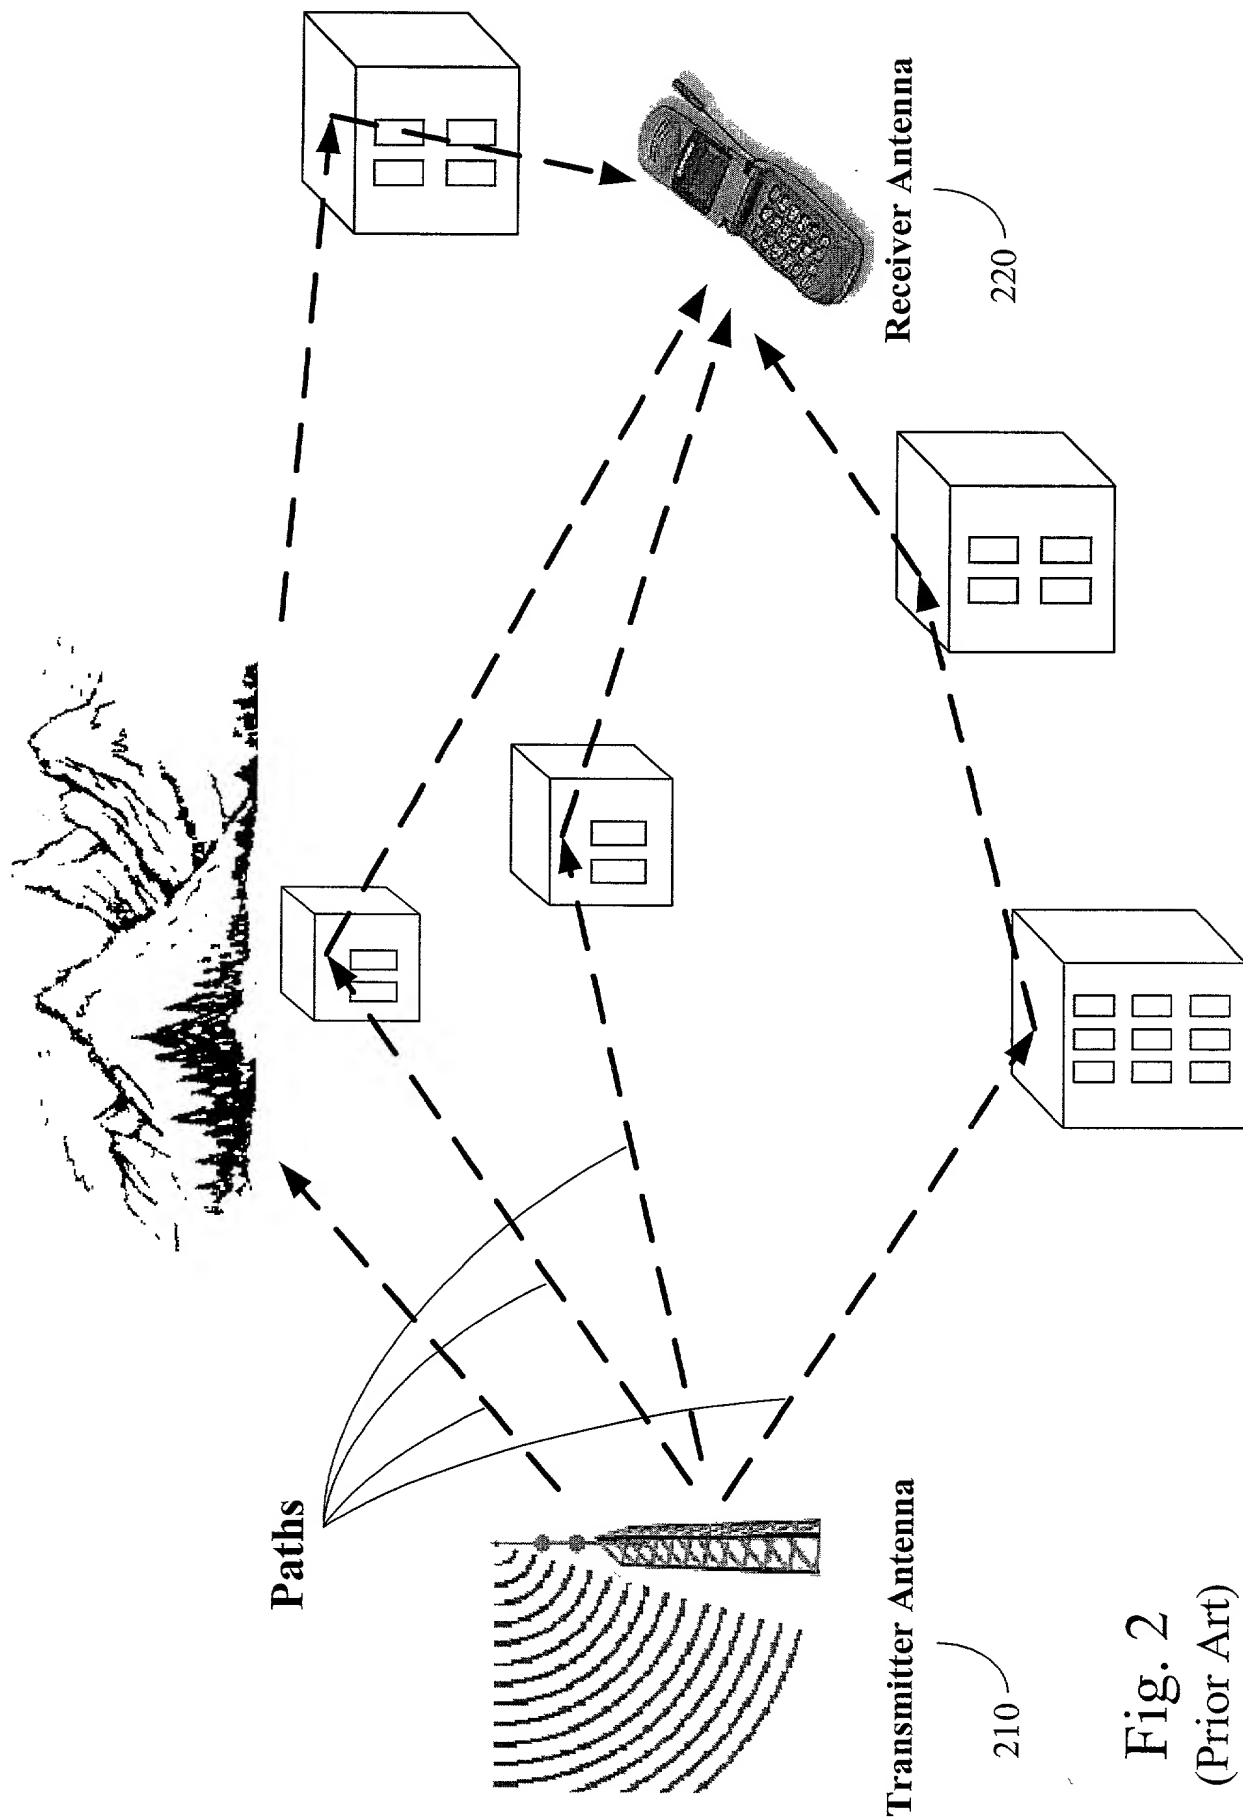 Paths
Transmitter Antenna
210
Receiver Antenna
220
Fig. 2
(Prior Art)